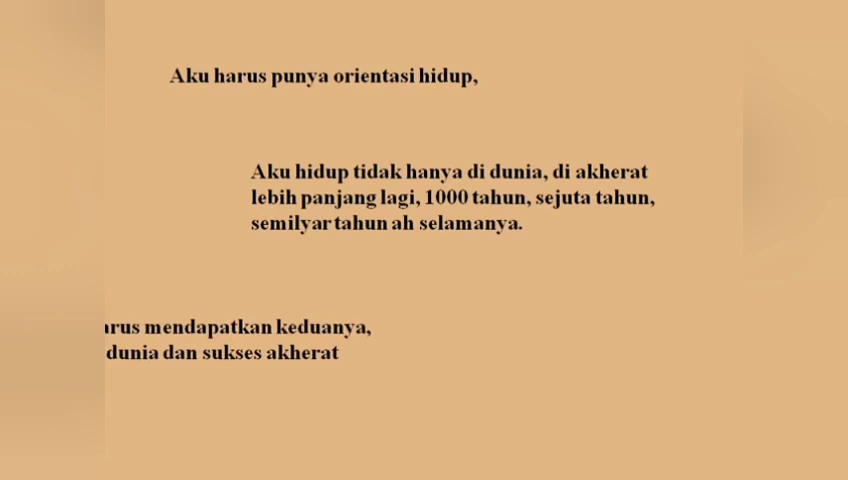 Aku harus punya orientasi hidup,
Aku hidup tidak hanya di dunia, di akherat
lebih panjang lagi, 1000 tahun, sejuta tahun,
semilyar tahun ah selamanya.
mendapatkan keduanya,
dunia dan sukses akherat